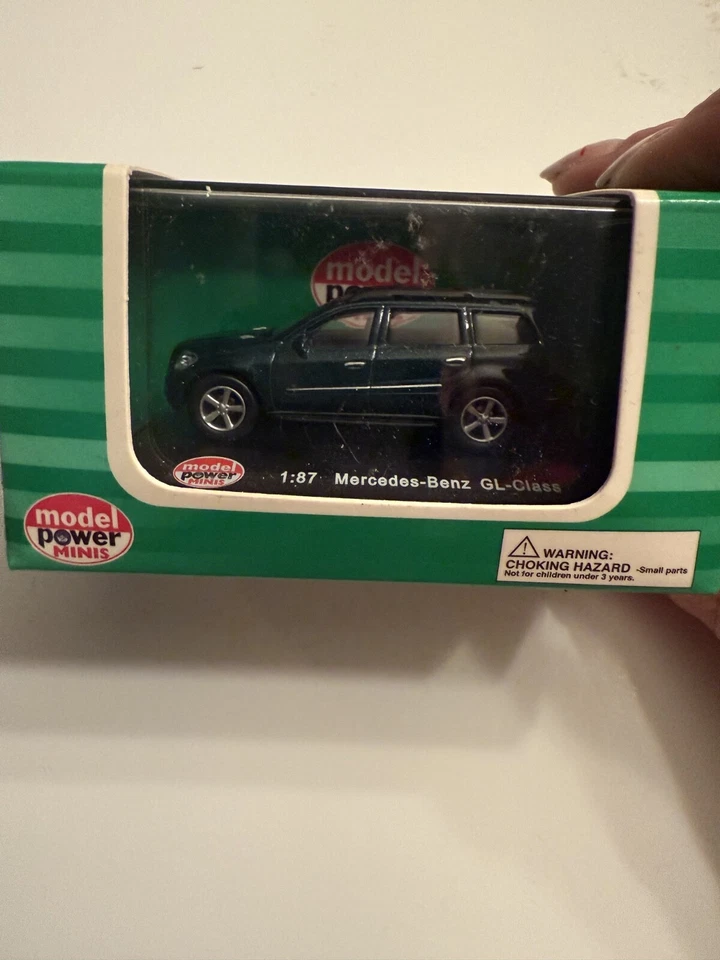 model
po
model
power
MINIS
1:87 Mercedes-Benz GL-Class
model
power
MINIS
WARNING:
CHOKING HAZARD -Small parts
Not for children under 3 years.